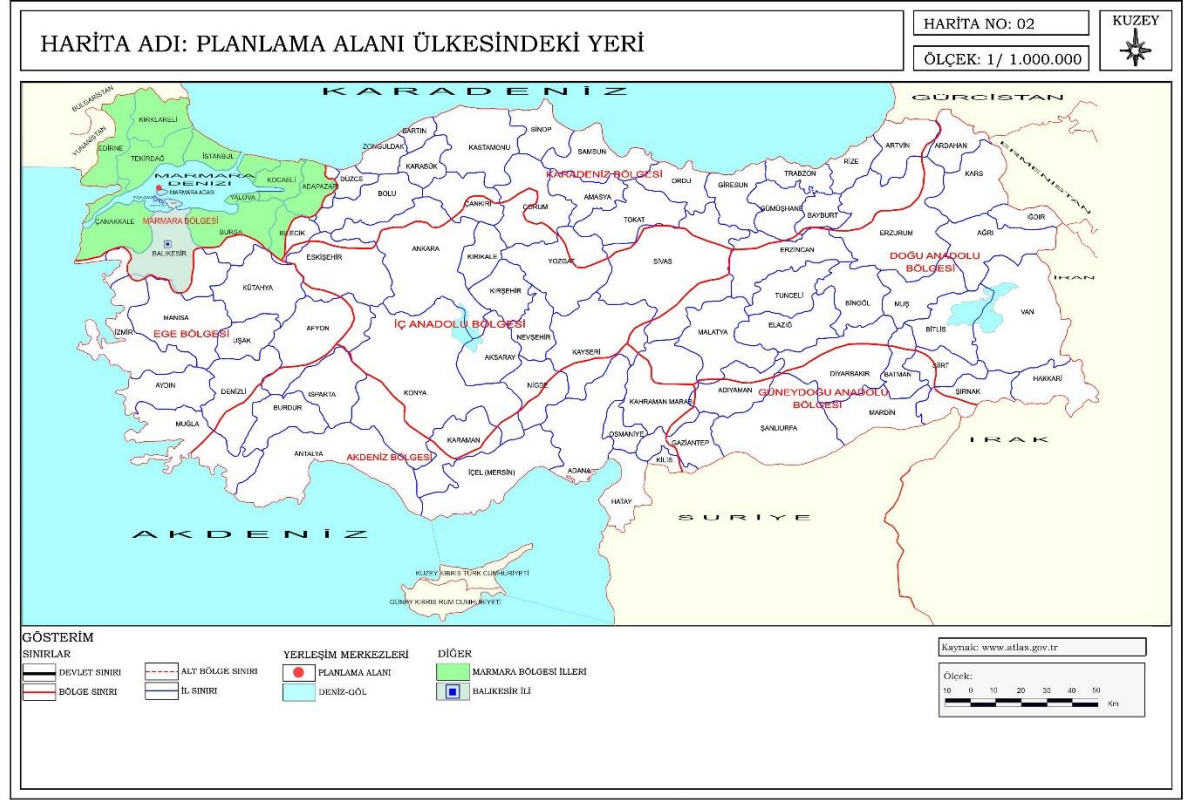 HARİTA ADI: PLANLAMA ALANI ÜLKESİNDEKİ YERİ
HARİTA NO: 02
ÖLÇEK: 1/ 1.000.000
KUZEY
KARADENİZ
BULGARİSTAN
YUNANİSTAN
GÜRCİSTAN
ERMENİSTAN
İRAN
IRAK
SURİYE
AKDENİZ
KIRKLARELİ
EDİRNE
TEKİRDAĞ
İSTANBUL
MARMARA
DENİZİ
MARMARA ADASI
KOCAELİ
YALOVA
ADAPAZARI
ÇANAKKALE
MARMARA BÖLGESİ
BURSA
BİLECİK
BALIKESİR
BARTIN
ZONGULDAK
KARABÜK
KASTAMONU
SİNOP
SAMSUN
DÜZCE
BOLU
ÇANKIRI
ÇORUM
KARADENİZ BÖLGESİ
AMASYA
TOKAT
ORDU
GİRESUN
TRABZON
RİZE
ARTVİN
ARDAHAN
KARS
GÜMÜŞHANE
BAYBURT
IĞDIR
AĞRI
ERZURUM
ERZİNCAN
DOĞU ANADOLU
BÖLGESİ
ESKİŞEHİR
ANKARA
KIRIKALE
YOZGAT
SİVAS
KÜTAHYA
KIRŞEHİR
TUNCELİ
BİNGÖL
MUŞ
VAN
BİTLİS
MANİSA
İZMİR
EGE BÖLGESİ
UŞAK
AFYON
İÇ ANADOLU BÖLGESİ
NEVŞEHİR
AKSARAY
KAYSERİ
MALATYA
ELAZIĞ
AYDIN
DENİZLİ
ISPARTA
BURDUR
KONYA
NİĞDE
KAHRAMAN MARAŞ
ADIYAMAN
DİYARBAKIR
BATMAN
SİİRT
ŞIRNAK
HAKKARİ
GÜNEYDOĞU ANADOLU
BÖLGESİ
MARDİN
ŞANLIURFA
MUĞLA
ANTALYA
AKDENİZ BÖLGESİ
KARAMAN
İÇEL (MERSİN)
ADANA
OSMANİYE
GAZİANTEP
KİLİS
HATAY
KUZEY KIBRIS TÜRK CUMHURİYETİ
GÜNEY KIBRIS RUM CUMHURİYETİ
GÖSTERİM
SINIRLAR
DEVLET SINIRI
BÖLGE SINIRI
ALT BÖLGE SINIRI
İL SINIRI
YERLEŞİM MERKEZLERİ
PLANLAMA ALANI
DENİZ-GÖL
DİĞER
MARMARA BÖLGESİ İLLERİ
BALIKESİR İLİ
Kaynak: www.atlas.gov.tr
Ölçek:
10 0 10 20 30 40 50
Km